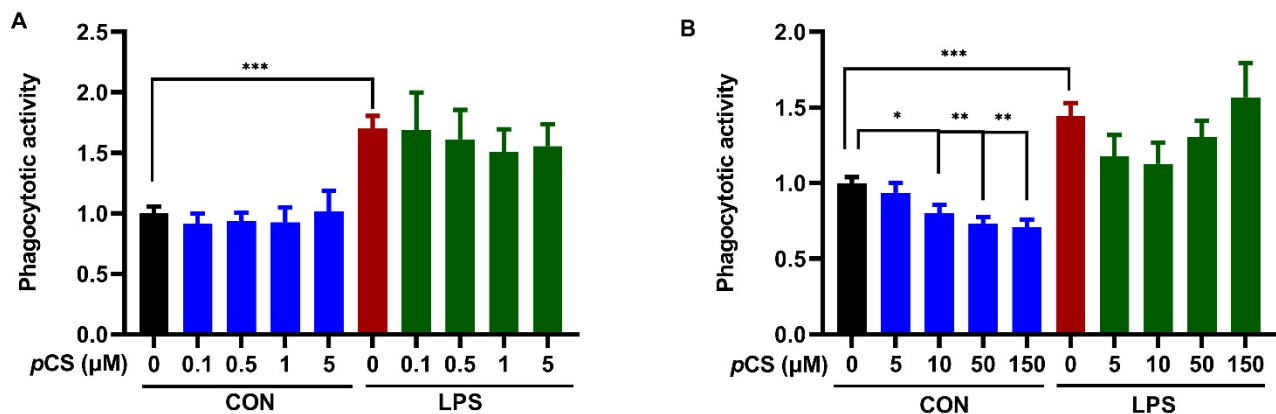 A
Phagocytotic activity
2.5
2.0
1.5
1.0
0.5
0.0
***
pCS (µM) 0 0.1 0.5 1 5 0 0.1 0.5 1 5
CON LPS
B
Phagocytotic activity
2.0
1.5
1.0
0.5
0.0
***
* ** **
pCS (µM) 0 5 10 50 150 0 5 10 50 150
CON LPS